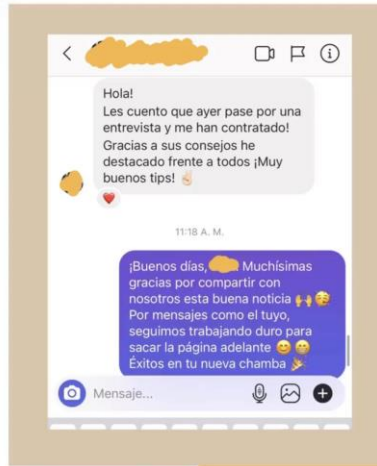 Hola!
Les cuento que ayer pase por una
entrevista y me han contratado!
Gracias a sus consejos he
destacado frente a todos ¡Muy
buenos tips! ✌🏻
❤️
11:18 A. M.
¡Buenos días, Muchísimas
gracias por compartir con
nosotros esta buena noticia 🙌🥳
Por mensajes como el tuyo,
seguimos trabajando duro para
sacar la página adelante 😊😁
Éxitos en tu nueva chamba 🎉
Mensaje...